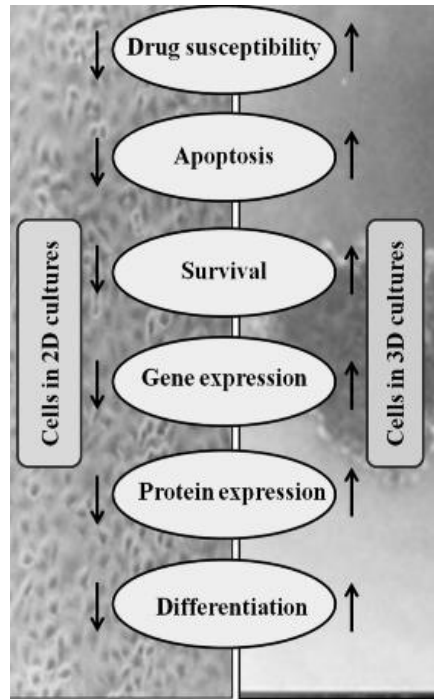 Drug susceptibility
Apoptosis
Survival
Gene expression
Protein expression
Differentiation
Cells in 2D cultures
Cells in 3D cultures